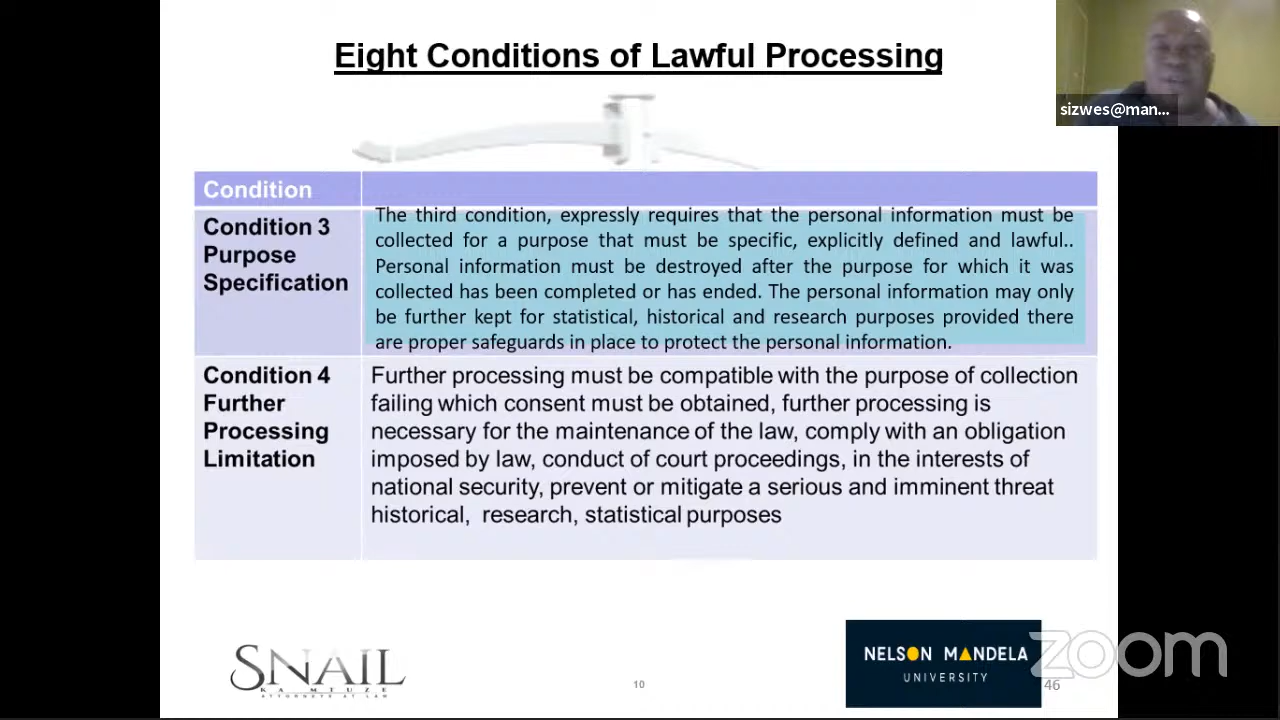 Eight Conditions of Lawful Processing
sizwes@man...
Condition
Condition 3
Purpose
Specification
The third condition, expressly requires that the personal information must be
collected for a purpose that must be specific, explicitly defined and lawful..
Personal information must be destroyed after the purpose for which it was
collected has been completed or has ended. The personal information may only
be further kept for statistical, historical and research purposes provided there
are proper safeguards in place to protect the personal information.
Condition 4
Further
Processing
Limitation
Further processing must be compatible with the purpose of collection
failing which consent must be obtained, further processing is
necessary for the maintenance of the law, comply with an obligation
imposed by law, conduct of court proceedings, in the interests of
national security, prevent or mitigate a serious and imminent threat
historical, research, statistical purposes
SNAIL
ATTORNEYS AT LAW
10
NELSON MANDELA
UNIVERSITY
46
zoom